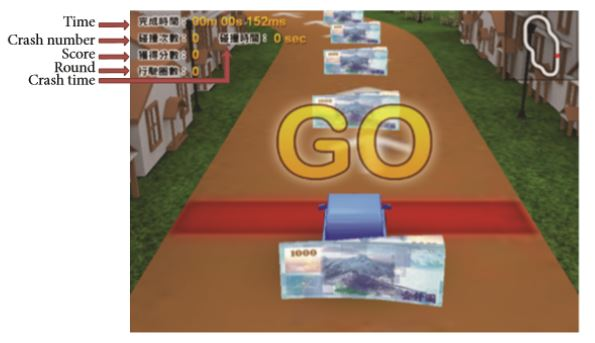 Time
Crash number
Score
Round
Crash time
完成時間：00m 00s 152ms
碰撞次數：0 碰撞時間：0 sec
獲得分數：0
行駛圈數：0
1000
GO
1000